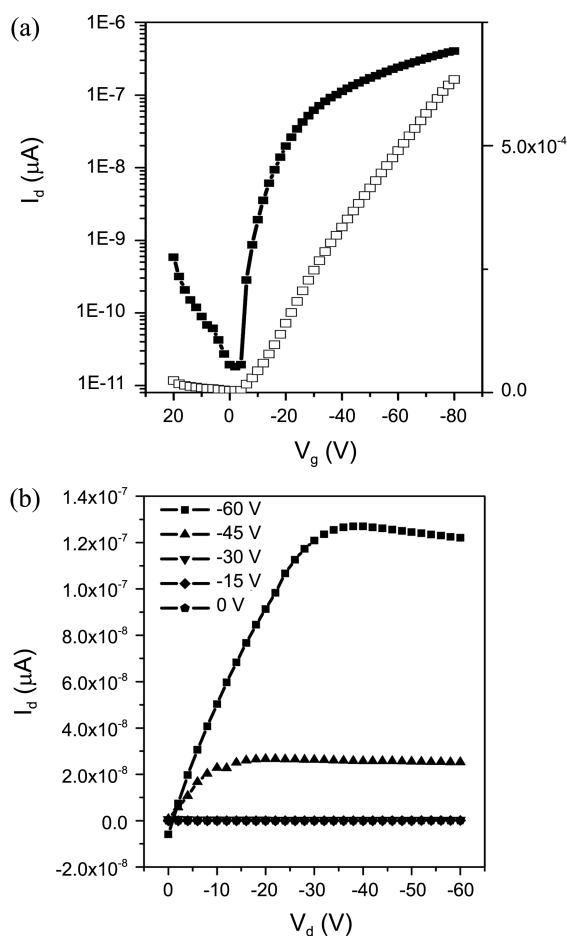 (a)
1E-6
1E-7
1E-8
1E-9
1E-10
1E-11
I_d (μA)
5.0x10^-4
0.0
20 0 -20 -40 -60 -80
V_g (V)
(b)
1.4x10^-7
1.2x10^-7
1.0x10^-7
8.0x10^-8
6.0x10^-8
4.0x10^-8
2.0x10^-8
0.0
-2.0x10^-8
I_d (μA)
-60 V
-45 V
-30 V
-15 V
0 V
0 -10 -20 -30 -40 -50 -60
V_d (V)